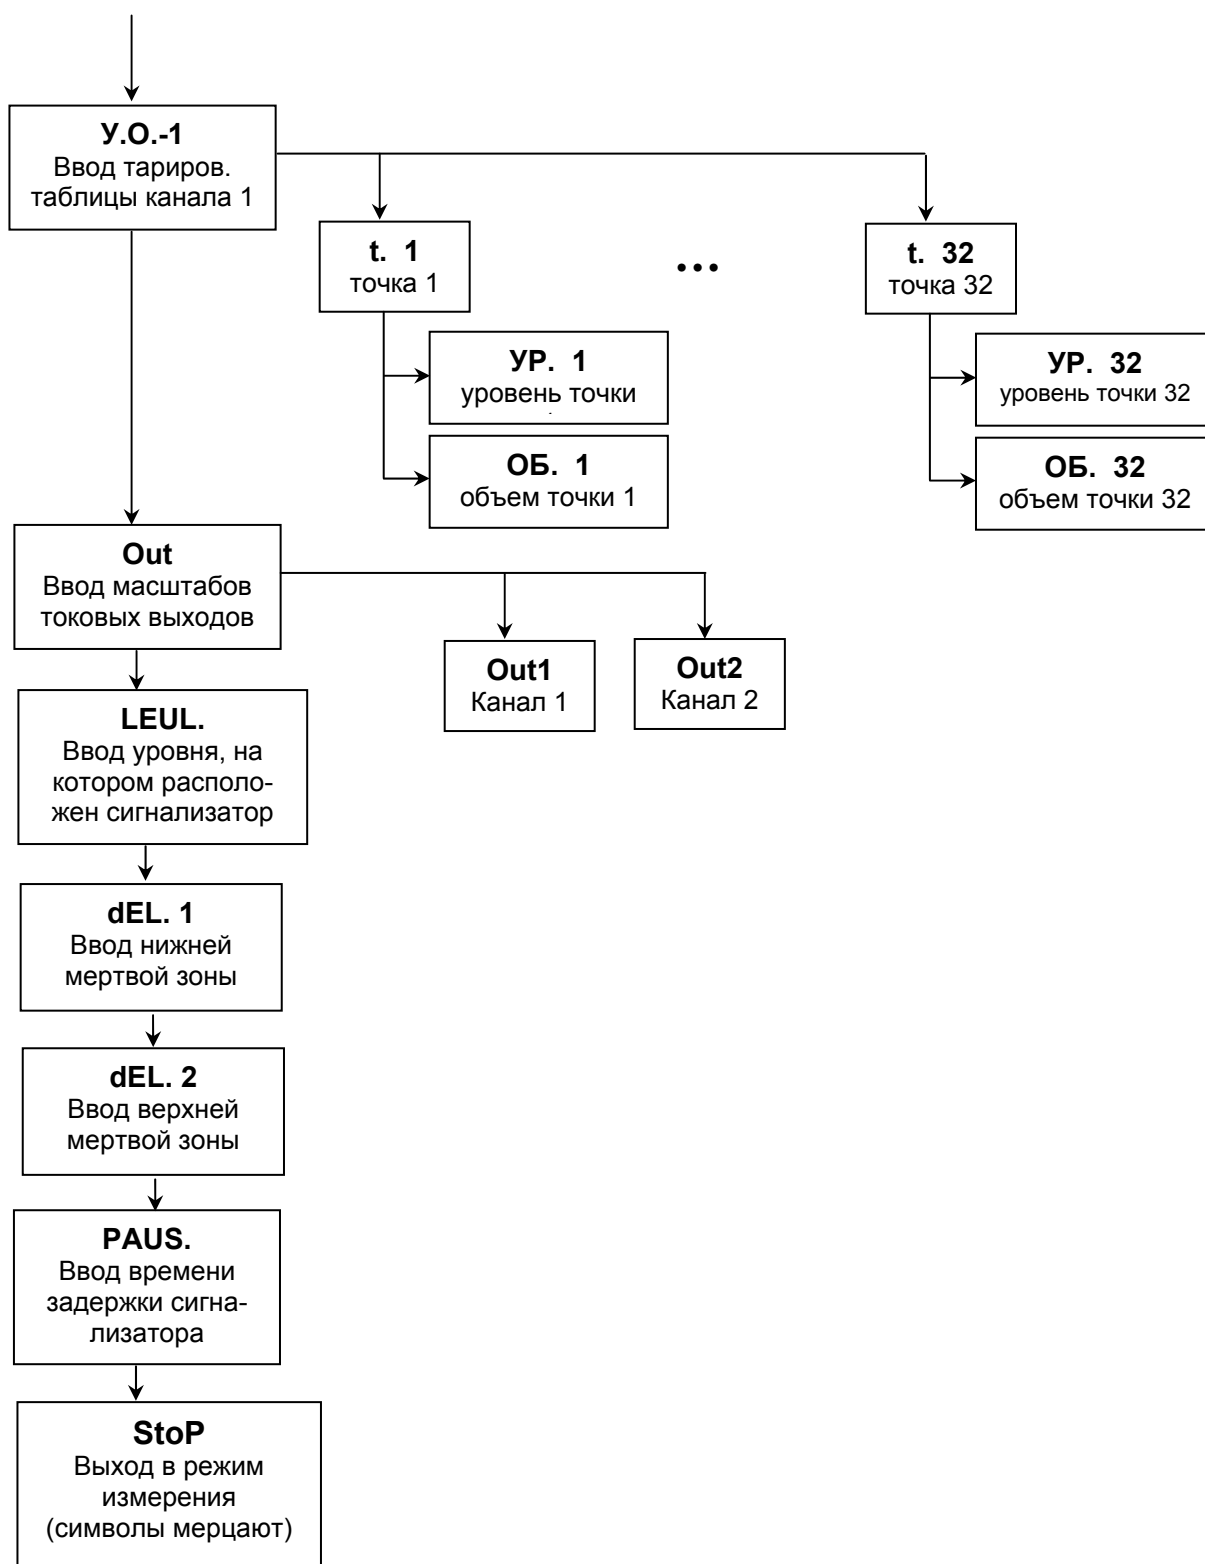 У.О.-1
Ввод тариров.
таблицы канала 1
t. 1
точка 1
...
t. 32
точка 32
УР. 1
уровень точки
УР. 32
уровень точки 32
ОБ. 1
объем точки 1
ОБ. 32
объем точки 32
Out
Ввод масштабов
токовых выходов
Out1
Канал 1
Out2
Канал 2
LEUL.
Ввод уровня, на
котором располо-
жен сигнализатор
dEL. 1
Ввод нижней
мертвой зоны
dEL. 2
Ввод верхней
мертвой зоны
PAUS.
Ввод времени
задержки сигна-
лизатора
StoP
Выход в режим
измерения
(символы мерцают)